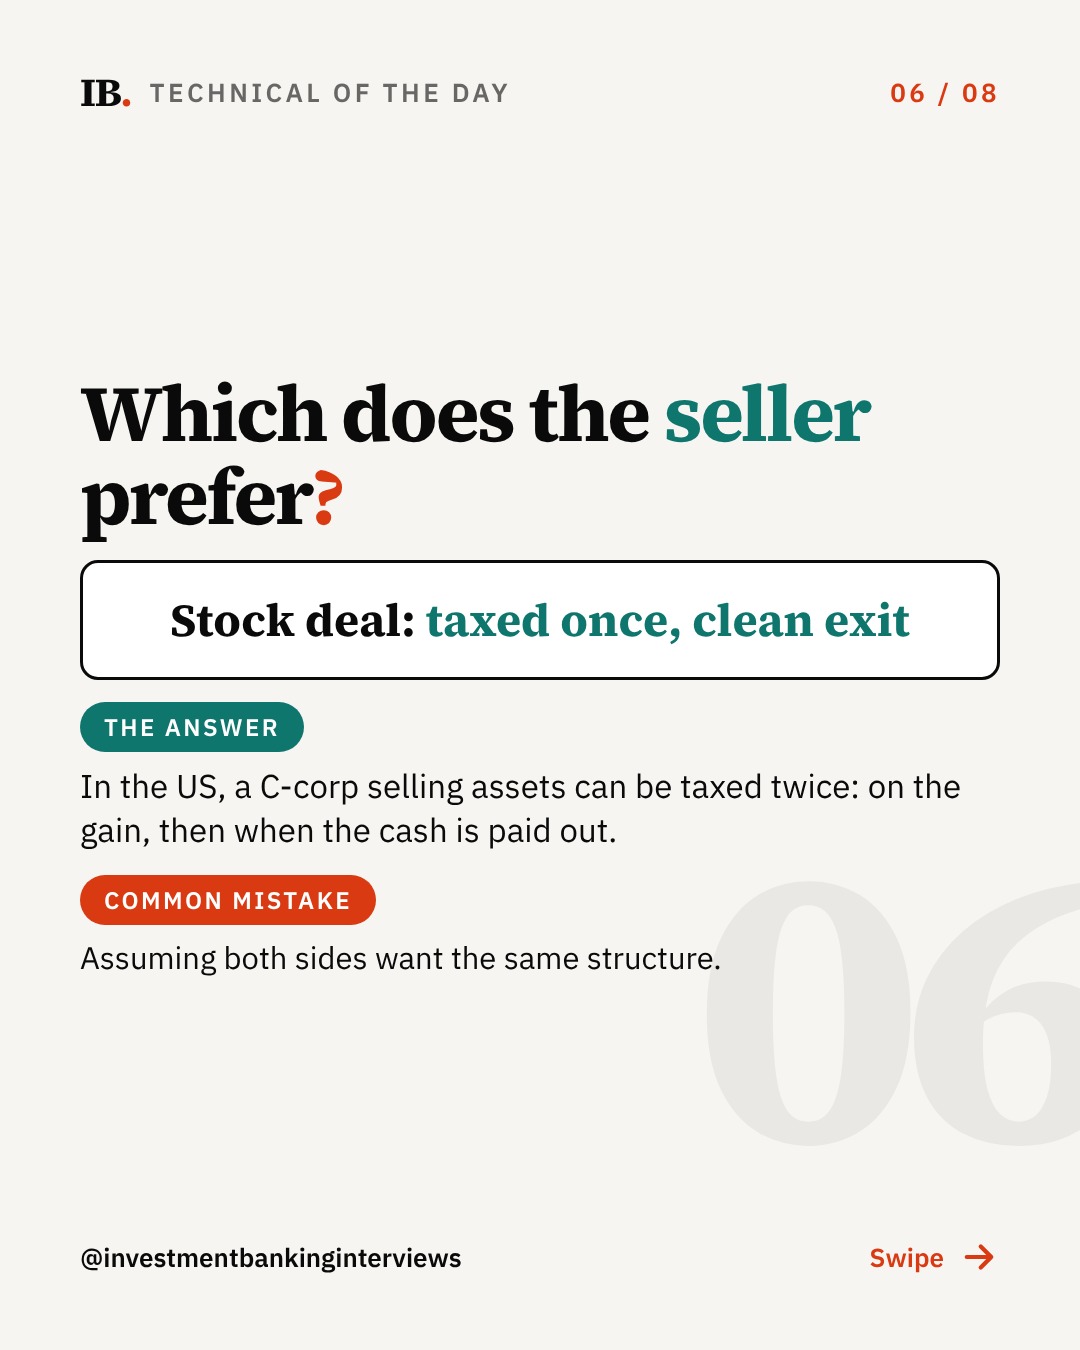 IB. TECHNICAL OF THE DAY
06 / 08
Which does the seller
prefer?
Stock deal: taxed once, clean exit
THE ANSWER
In the US, a C-corp selling assets can be taxed twice: on the
gain, then when the cash is paid out.
COMMON MISTAKE
Assuming both sides want the same structure.
06
@investmentbankinginterviews
Swipe →